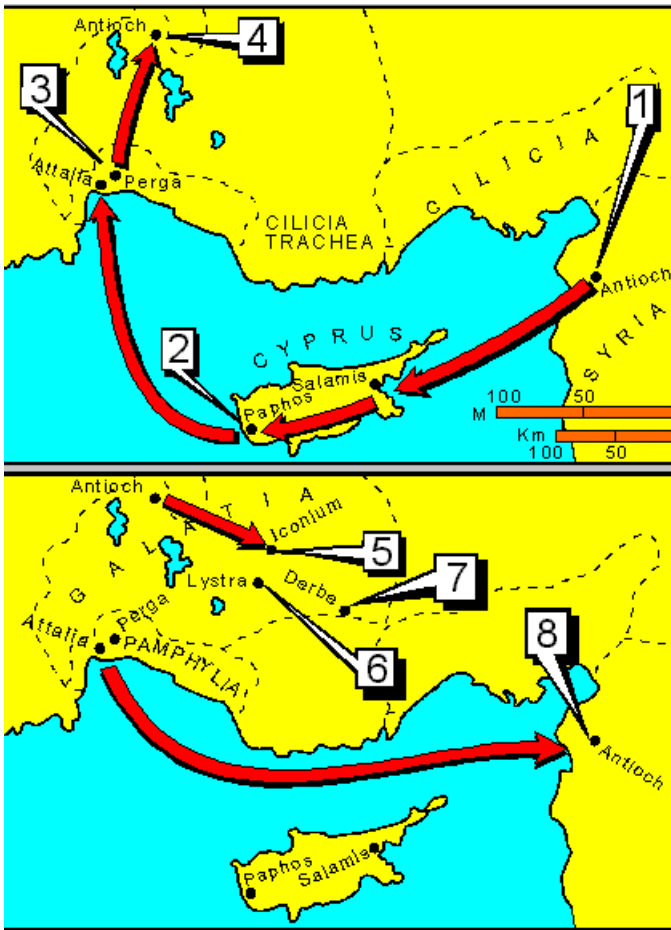 Antioch
4
3
1
Attalia
Perga
CILICIA
CILICIA
TRACHEA
Antioch
2
CYPRUS
Salamis
Paphos
SYRIA
100 50
M
Km
100 50
Antioch
GALATIA
Iconium
5
Lystra
Derbe
7
Perga
Attalia
PAMPHYLIA
6
8
Antioch
Paphos
Salamis